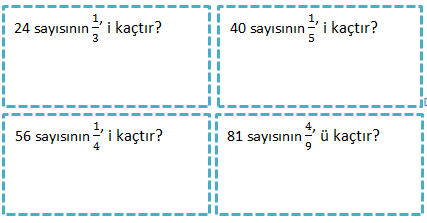 24 sayısının 1/3' i kaçtır?
40 sayısının 1/5' i kaçtır?
56 sayısının 1/4' i kaçtır?
81 sayısının 4/9' ü kaçtır?